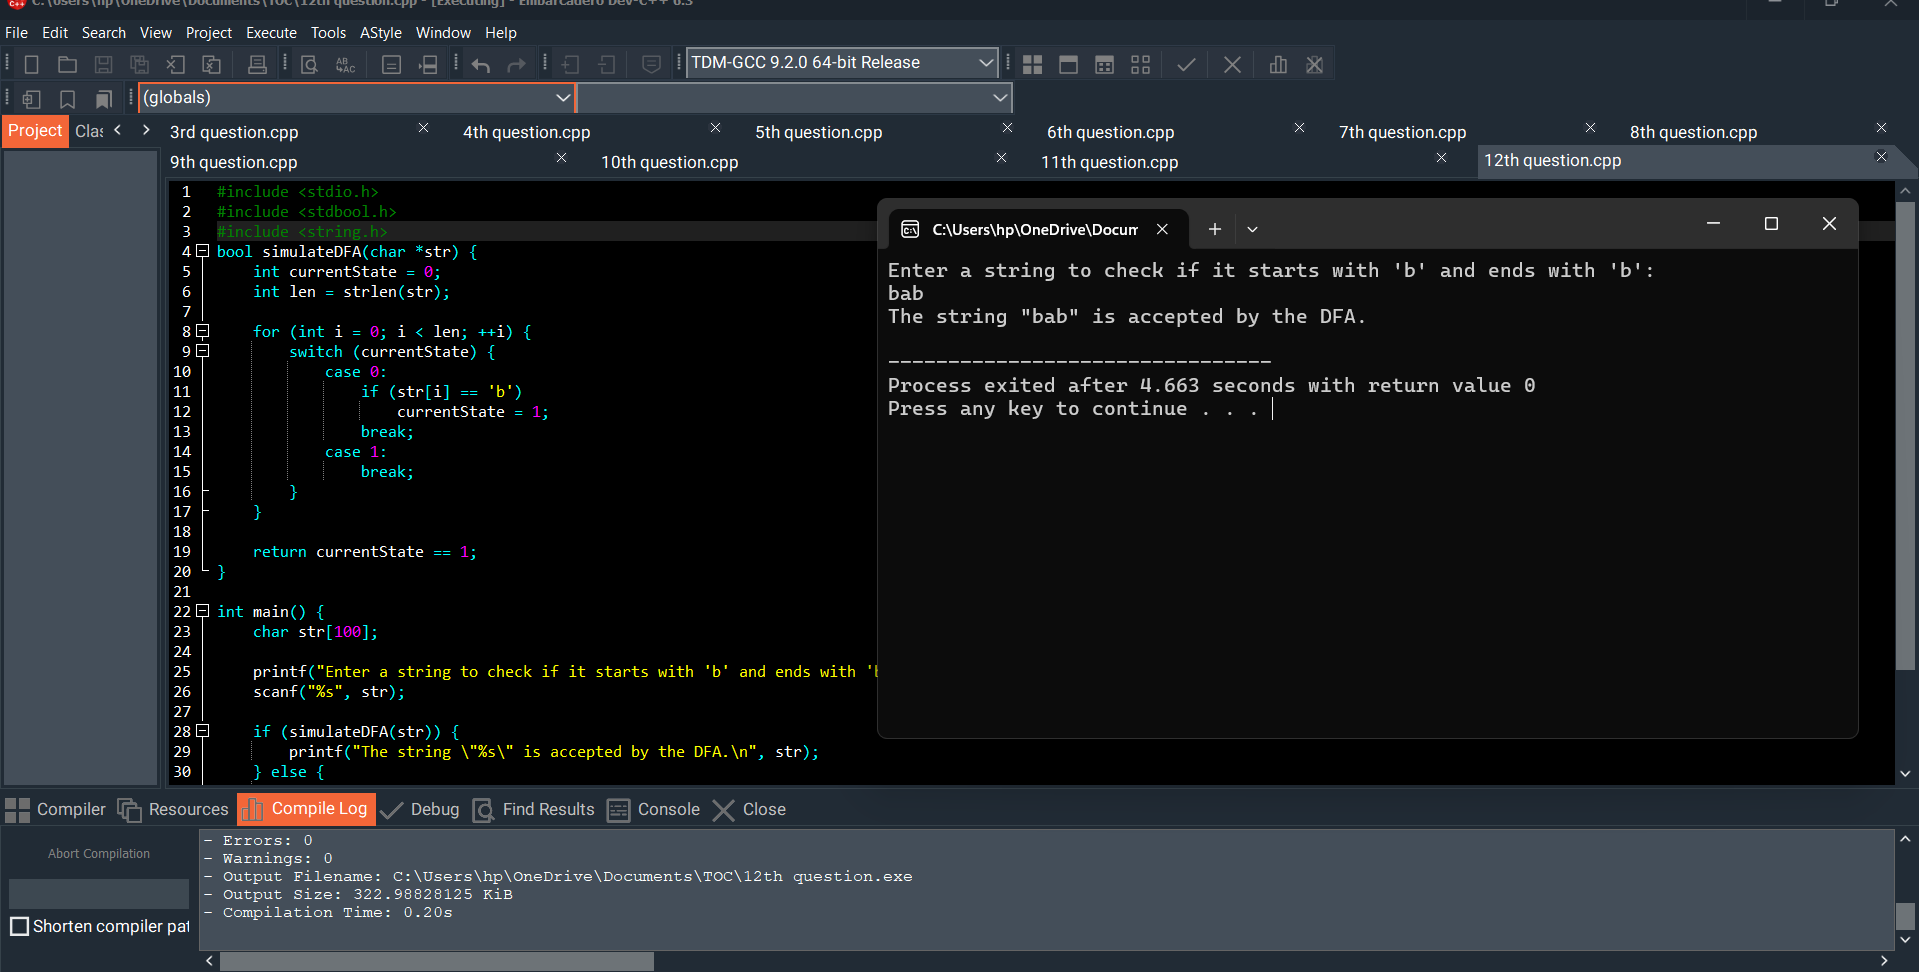 C:\Users\hp\OneDrive\Documents\TOC\12th question.cpp - [Executing] - Embarcadero Dev-C++ 6.3
File Edit Search View Project Execute Tools AStyle Window Help
TDM-GCC 9.2.0 64-bit Release
(globals)
Project Clas
3rd question.cpp 4th question.cpp 5th question.cpp 6th question.cpp 7th question.cpp 8th question.cpp
9th question.cpp 10th question.cpp 11th question.cpp 12th question.cpp
1 #include <stdio.h>
2 #include <stdbool.h>
3 #include <string.h>
4 bool simulateDFA(char *str) {
5 int currentState = 0;
6 int len = strlen(str);
7
8 for (int i = 0; i < len; ++i) {
9 switch (currentState) {
10 case 0:
11 if (str[i] == 'b')
12 currentState = 1;
13 break;
14 case 1:
15 break;
16 }
17 }
18
19 return currentState == 1;
20 }
21
22 int main() {
23 char str[100];
24
25 printf("Enter a string to check if it starts with 'b' and ends with 'b
26 scanf("%s", str);
27
28 if (simulateDFA(str)) {
29 printf("The string \"%s\" is accepted by the DFA.\n", str);
30 } else {
C:\Users\hp\OneDrive\Docum
Enter a string to check if it starts with 'b' and ends with 'b':
bab
The string "bab" is accepted by the DFA.
--------------------------------
Process exited after 4.663 seconds with return value 0
Press any key to continue . . .
Compiler Resources Compile Log Debug Find Results Console Close
Abort Compilation
Shorten compiler pat
- Errors: 0
- Warnings: 0
- Output Filename: C:\Users\hp\OneDrive\Documents\TOC\12th question.exe
- Output Size: 322.98828125 KiB
- Compilation Time: 0.20s